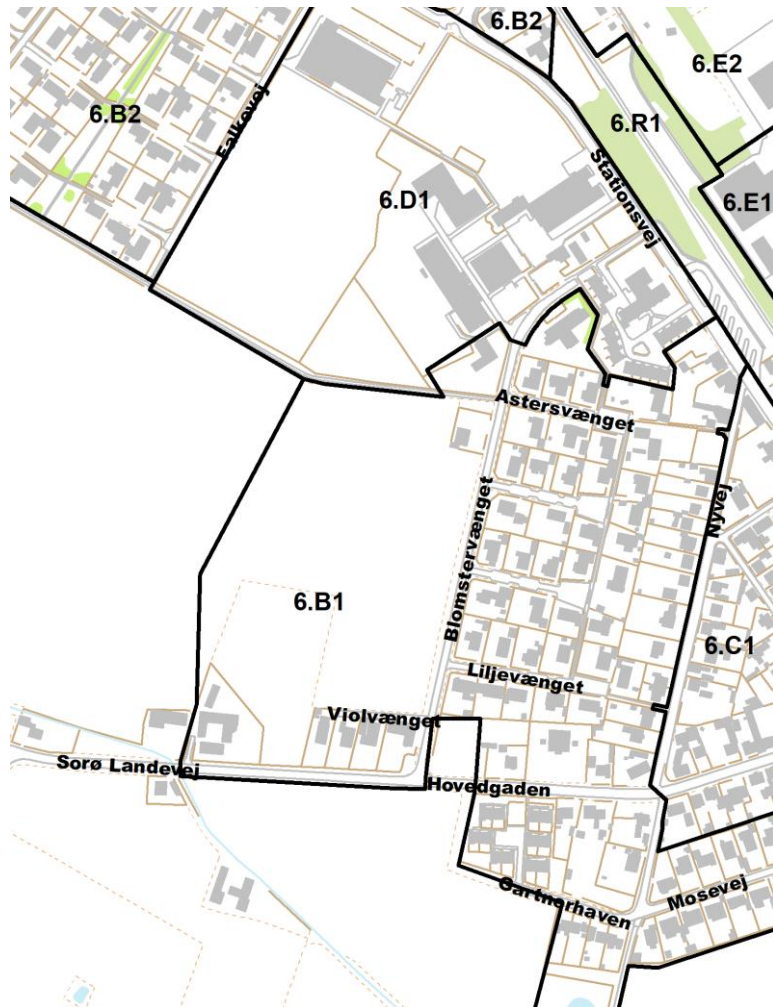 6.B2
6.E2
6.B2
Falkevej
6.R1
Stationsvej
6.D1
6.E1
Astersvænget
Blomstervænget
Nyvej
6.B1
6.C1
Liljevænget
Violvænget
Sorø Landevej
Hovedgaden
Gartnerhaven
Mosevej